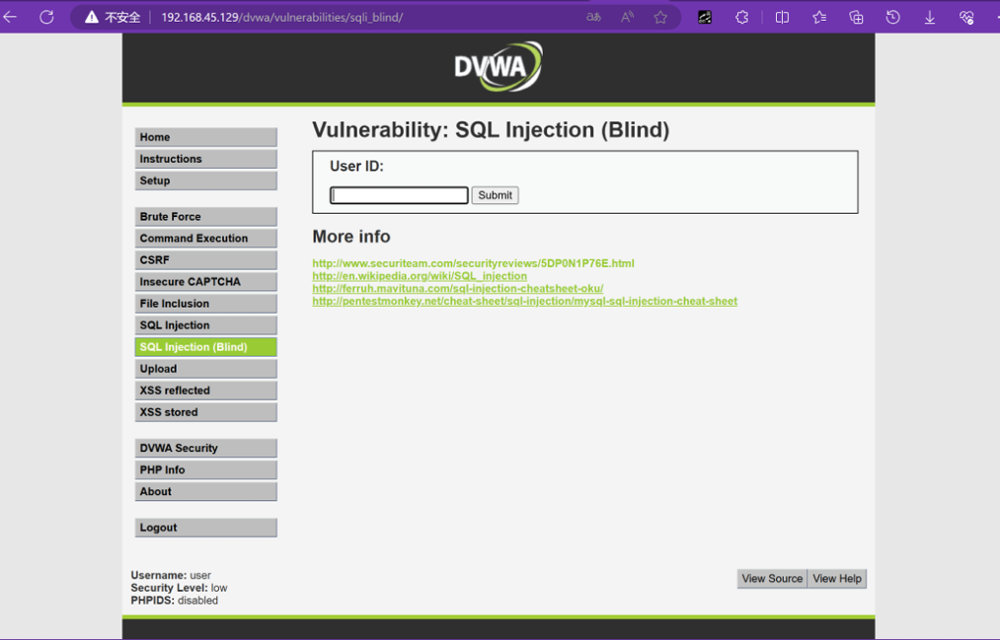 不安全 192.168.45.129/dvwa/vulnerabilities/sqli_blind/
DVWA
Home
Instructions
Setup
Brute Force
Command Execution
CSRF
Insecure CAPTCHA
File Inclusion
SQL Injection
SQL Injection (Blind)
Upload
XSS reflected
XSS stored
DVWA Security
PHP Info
About
Logout
Vulnerability: SQL Injection (Blind)
User ID:
Submit
More info
http://www.securiteam.com/securityreviews/5DP0N1P76E.html
http://en.wikipedia.org/wiki/SQL_injection
http://ferruh.mavituna.com/sql-injection-cheatsheet-oku/
http://pentestmonkey.net/cheat-sheet/sql-injection/mysql-sql-injection-cheat-sheet
Username: user
Security Level: low
PHPIDS: disabled
View Source View Help